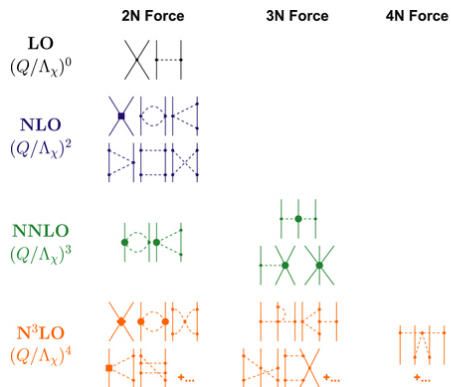 2N Force 3N Force 4N Force
LO
(Q/Λχ)⁰
NLO
(Q/Λχ)²
NNLO
(Q/Λχ)³
N³LO
(Q/Λχ)⁴
+... +... +...